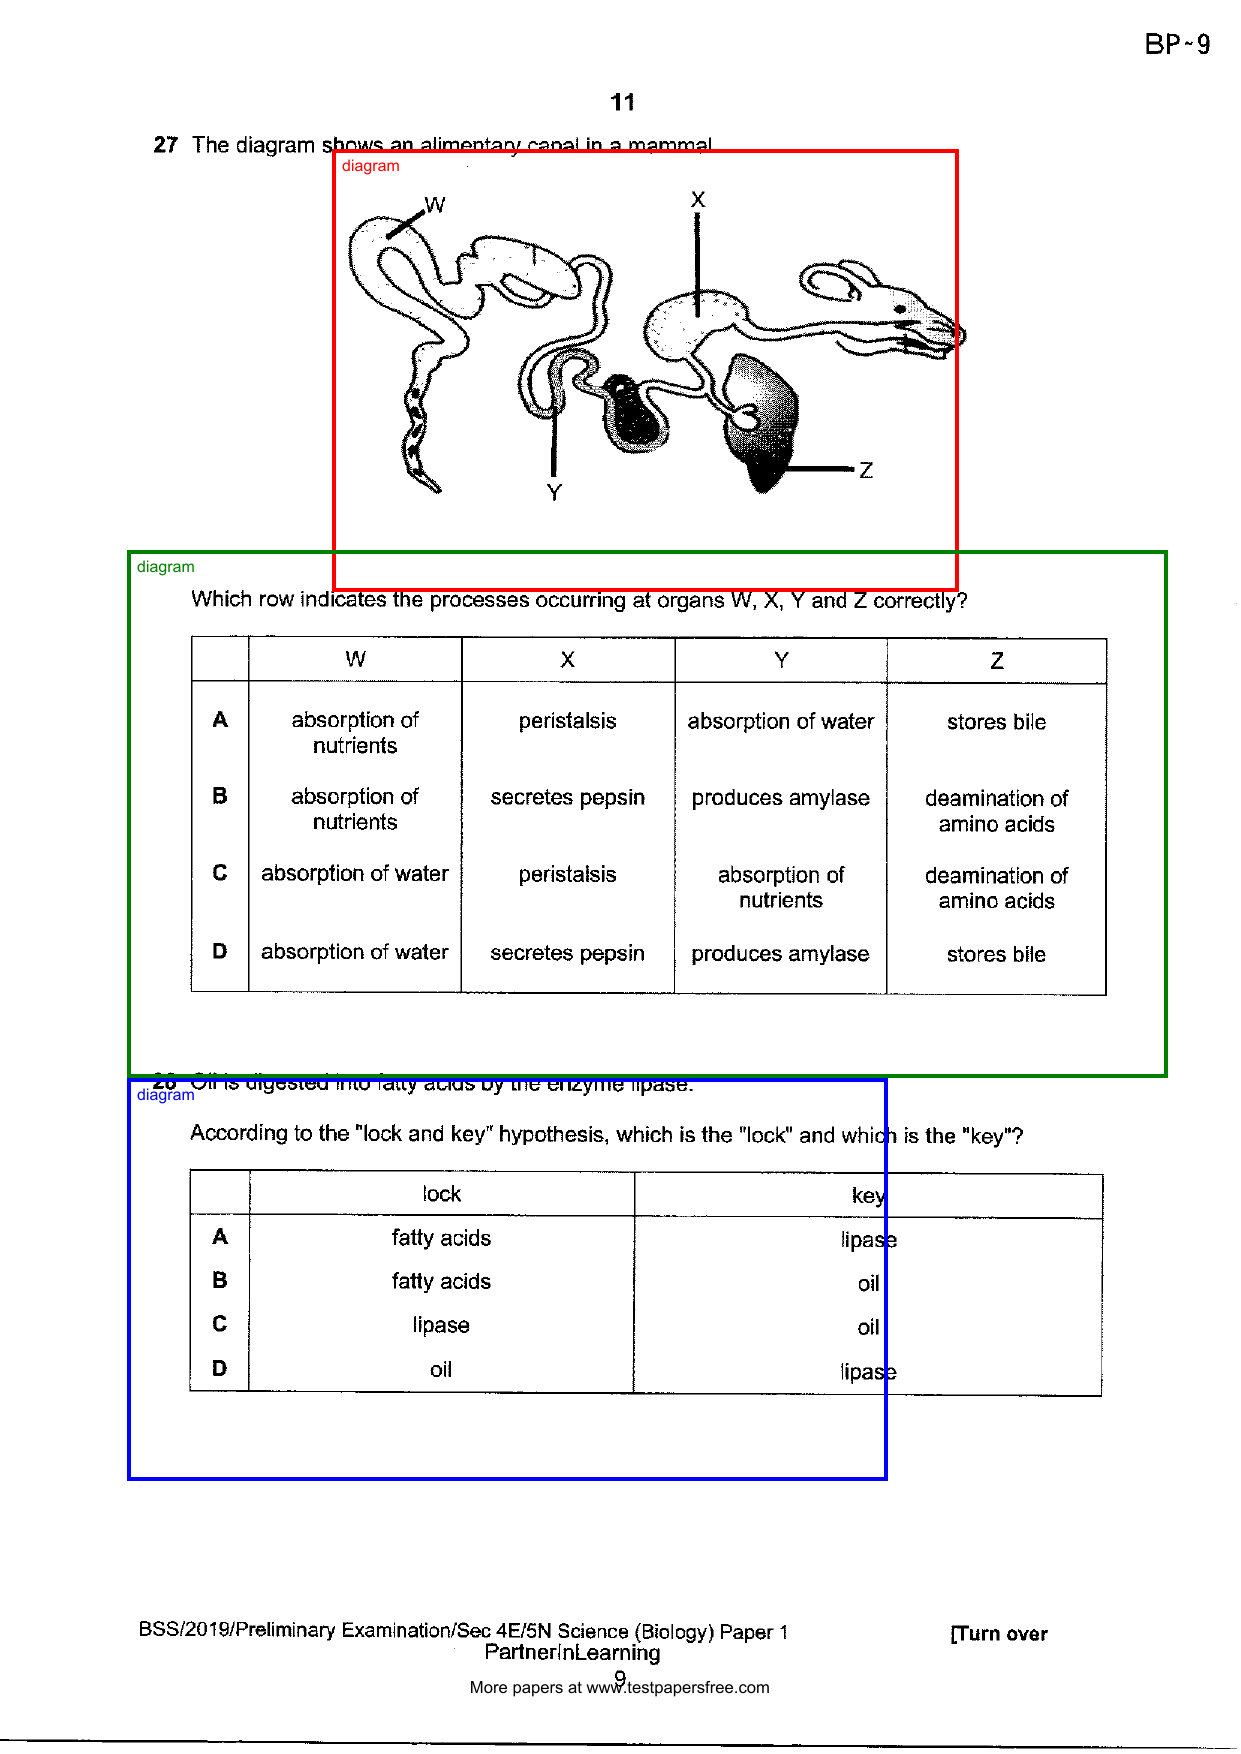 BP-9
11
27 The diagram shows an alimentary canal in a mammal
diagram
W
X
Y
Z
diagram
Which row indicates the processes occurring at organs W, X, Y and Z correctly?
W X Y Z
A absorption of nutrients peristalsis absorption of water stores bile
B absorption of nutrients secretes pepsin produces amylase deamination of amino acids
C absorption of water peristalsis absorption of nutrients deamination of amino acids
D absorption of water secretes pepsin produces amylase stores bile
28 Oil is digested into fatty acids by the enzyme lipase.
diagram
According to the "lock and key" hypothesis, which is the "lock" and which is the "key"?
lock key
A fatty acids lipase
B fatty acids oil
C lipase oil
D oil lipase
BSS/2019/Preliminary Examination/Sec 4E/5N Science (Biology) Paper 1 [Turn over
PartnerInLearning
9
More papers at www.testpapersfree.com